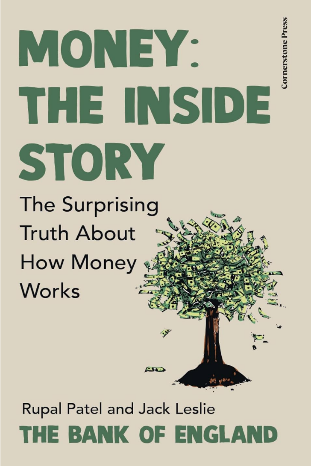 Cornerstone Press
MONEY:
THE INSIDE
STORY
The Surprising
Truth About
How Money
Works
Rupal Patel and Jack Leslie
THE BANK OF ENGLAND